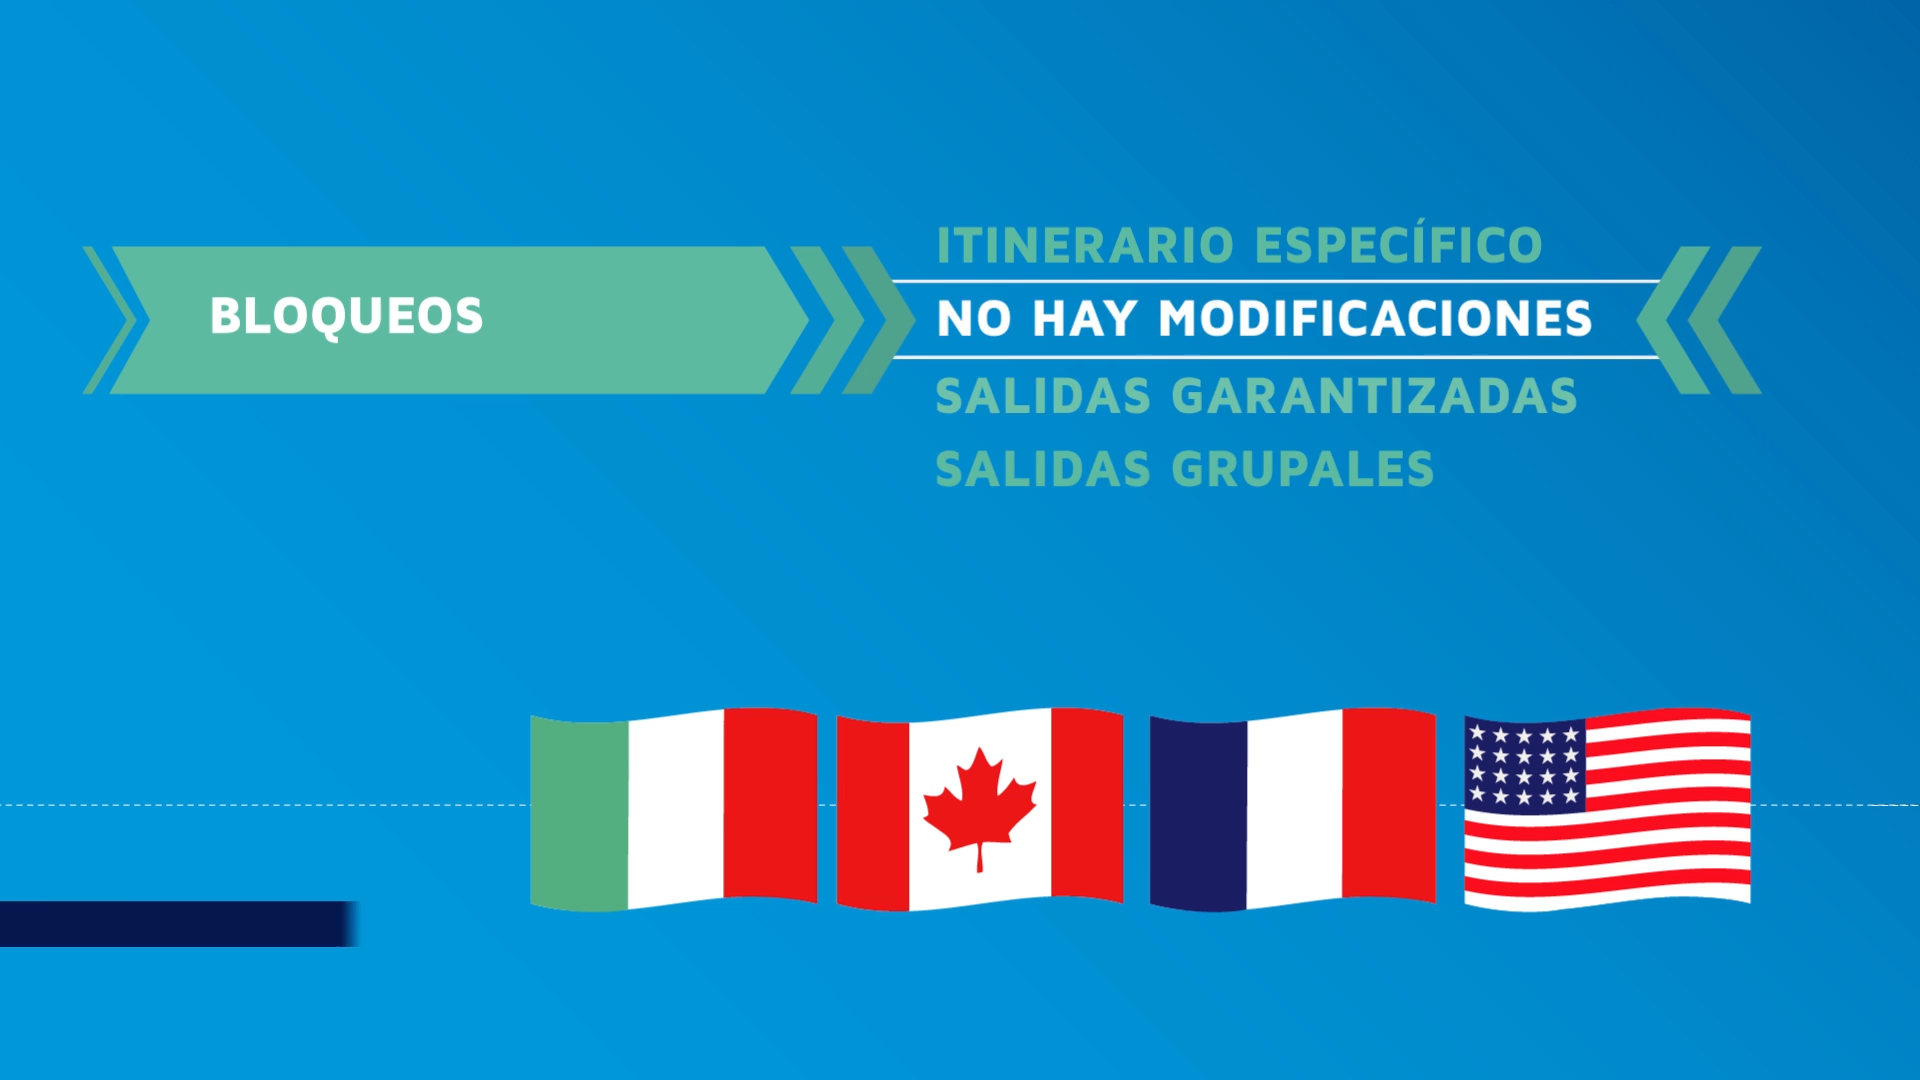 BLOQUEOS
ITINERARIO ESPECÍFICO
NO HAY MODIFICACIONES
SALIDAS GARANTIZADAS
SALIDAS GRUPALES